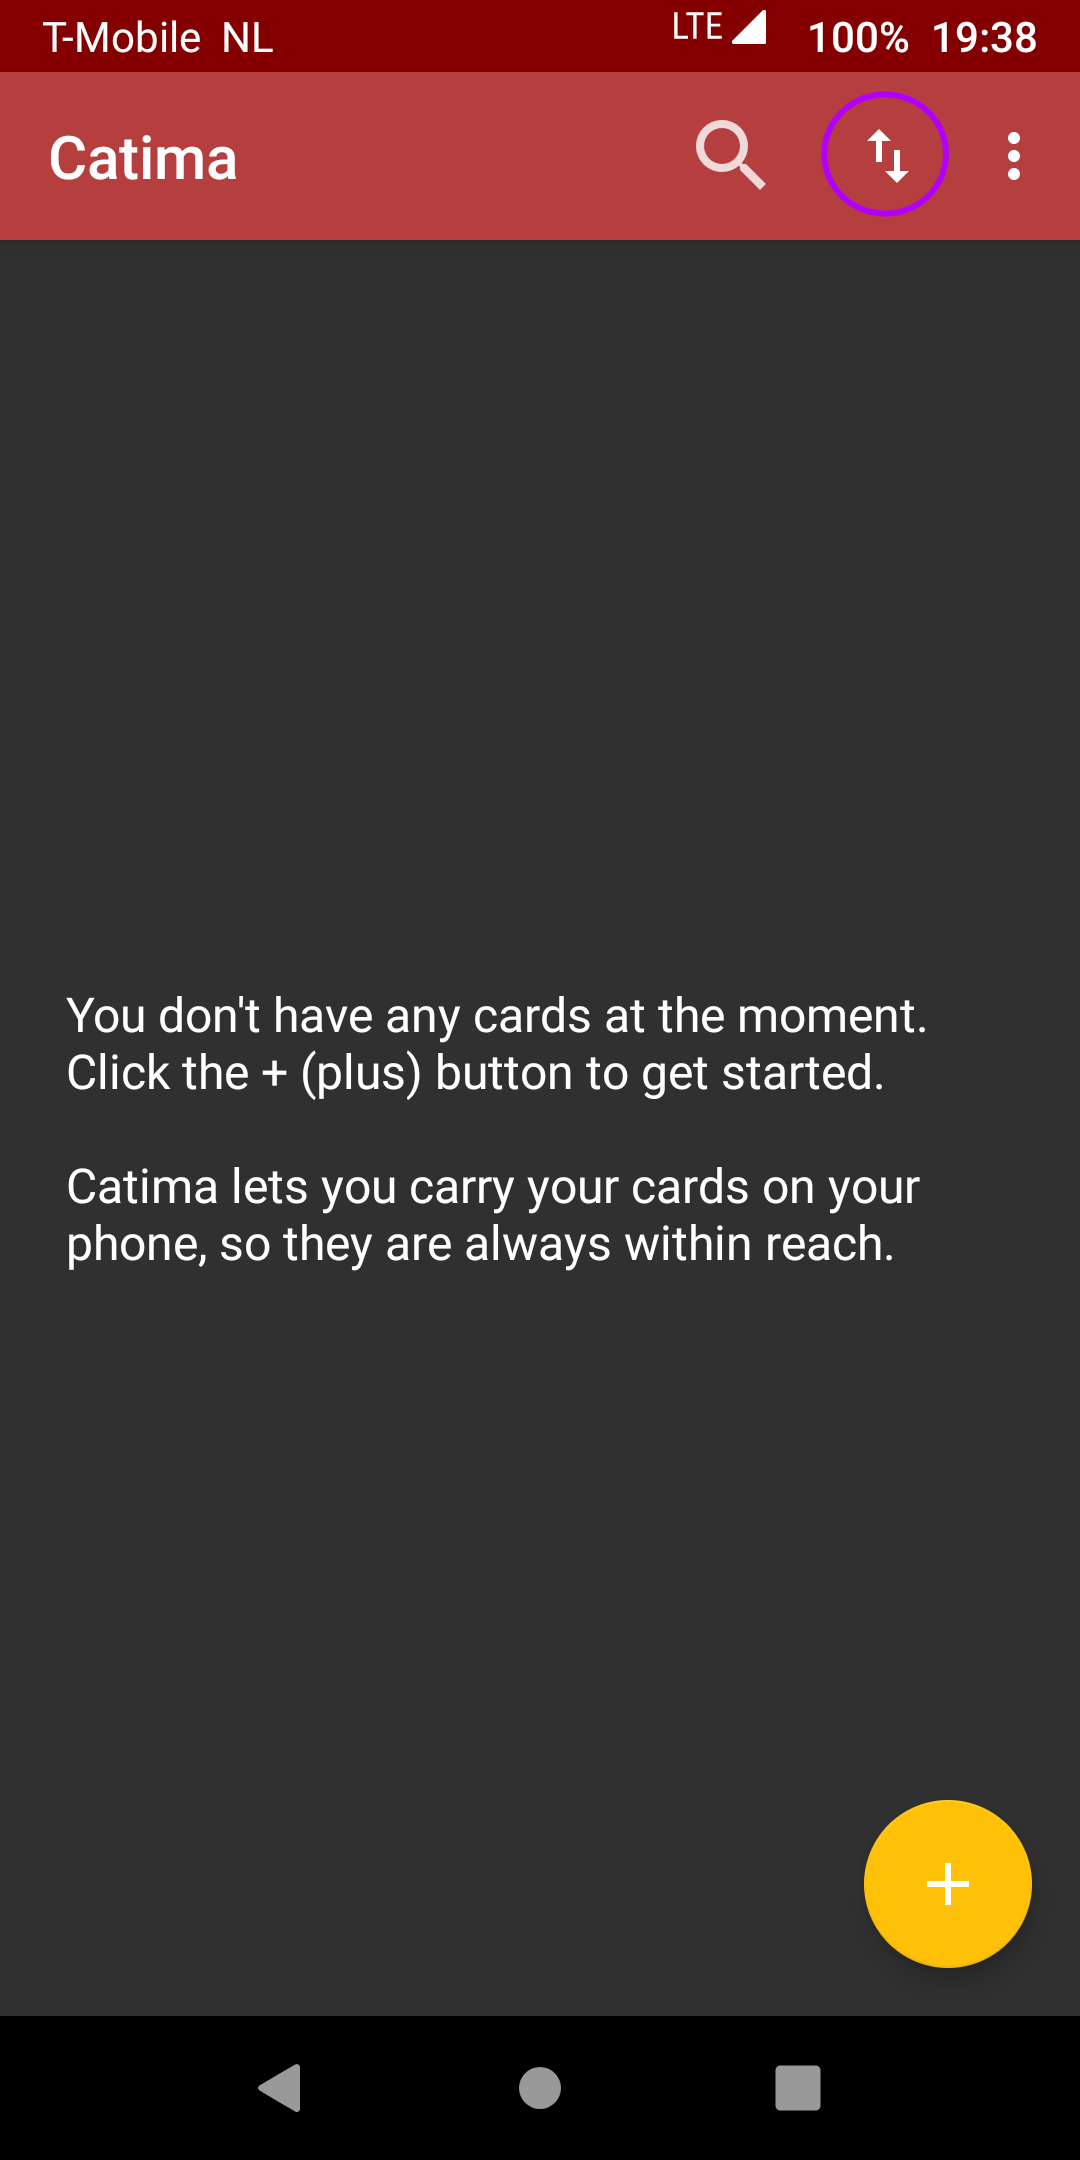 T-Mobile NL LTE 100% 19:38
Catima
You don't have any cards at the moment.
Click the + (plus) button to get started.
Catima lets you carry your cards on your
phone, so they are always within reach.